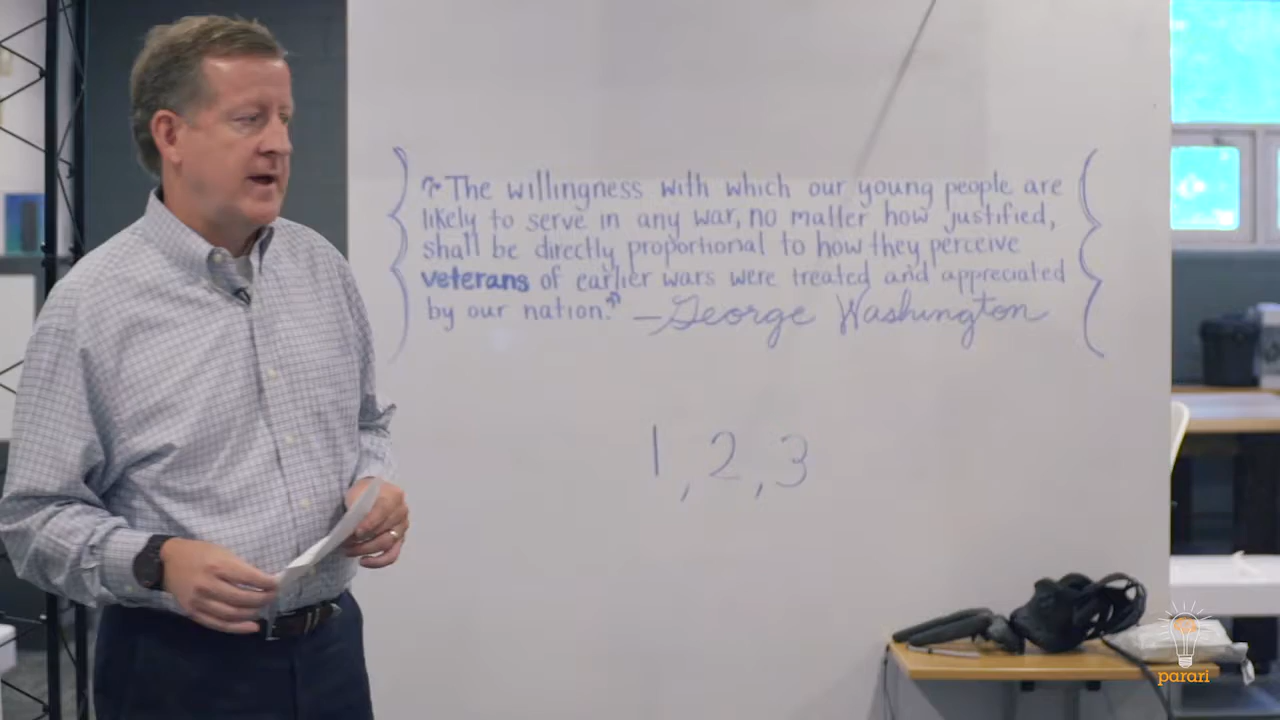 "The willingness with which our young people are
likely to serve in any war, no matter how justified,
shall be directly proportional to how they perceive
veterans of earlier wars were treated and appreciated
by our nation." —George Washington
1, 2, 3
parari